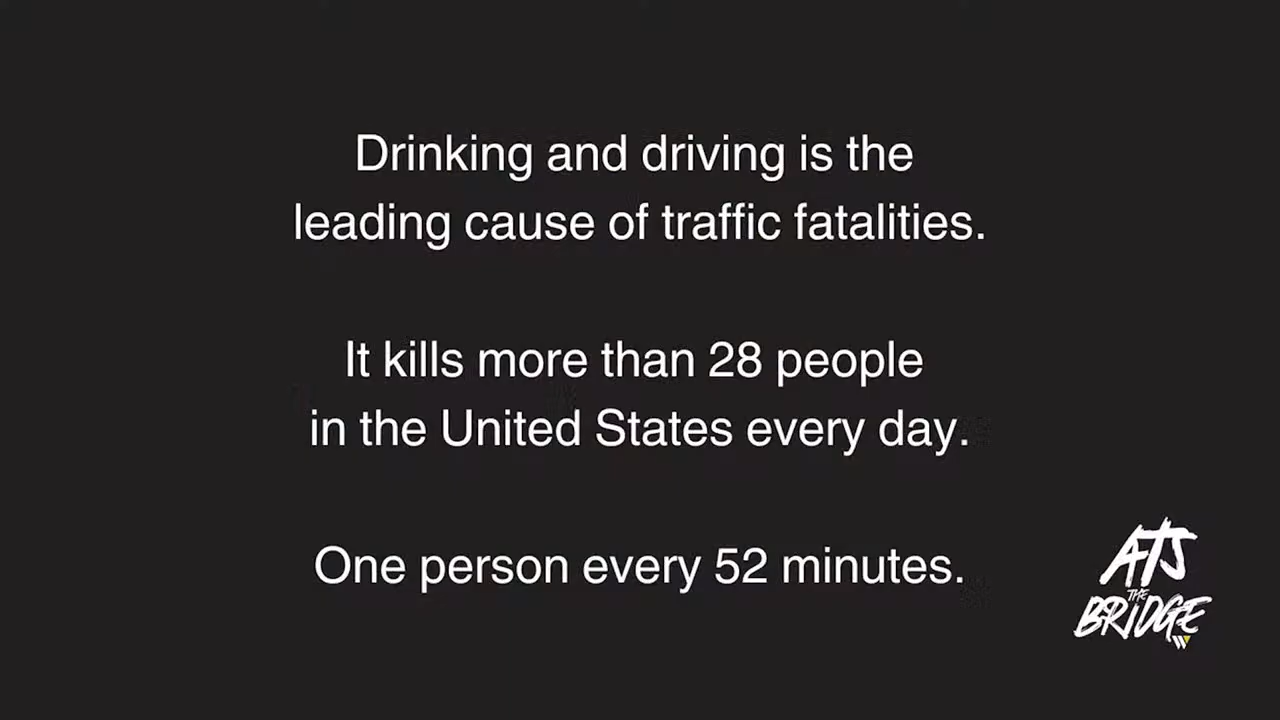 Drinking and driving is the
leading cause of traffic fatalities.
It kills more than 28 people
in the United States every day.
One person every 52 minutes.
ATS
THE
BRIDGE